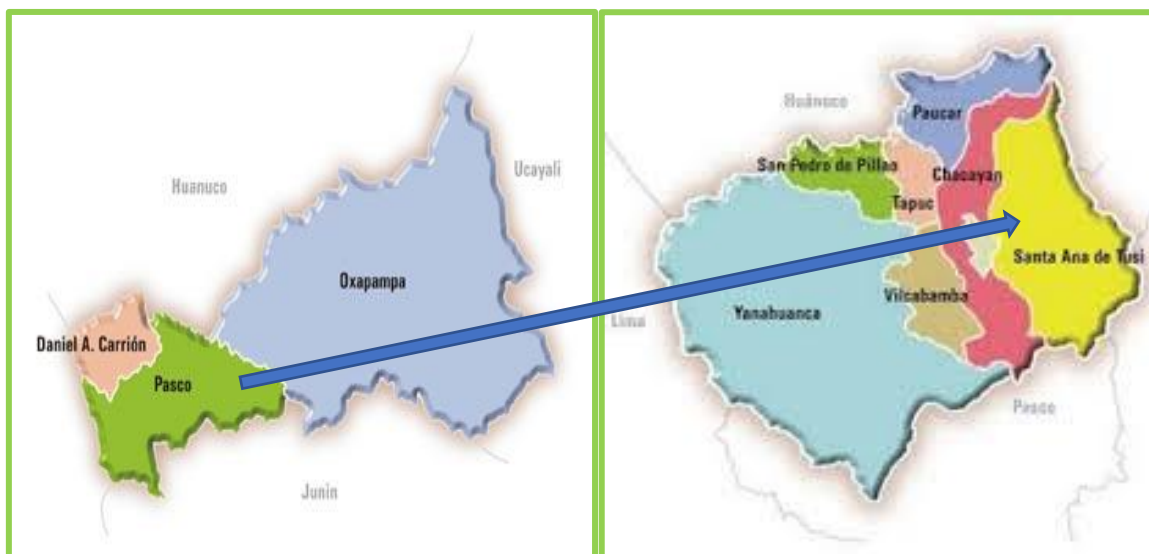 Huanuco
Ucayali
Oxapampa
Daniel A. Carrión
Pasco
Junin
Huánuco
Paucar
San Pedro de Pillao
Chacayan
Tapuc
Santa Ana de Tusi
Vilcabamba
Yanahuanca
Lima
Pasco